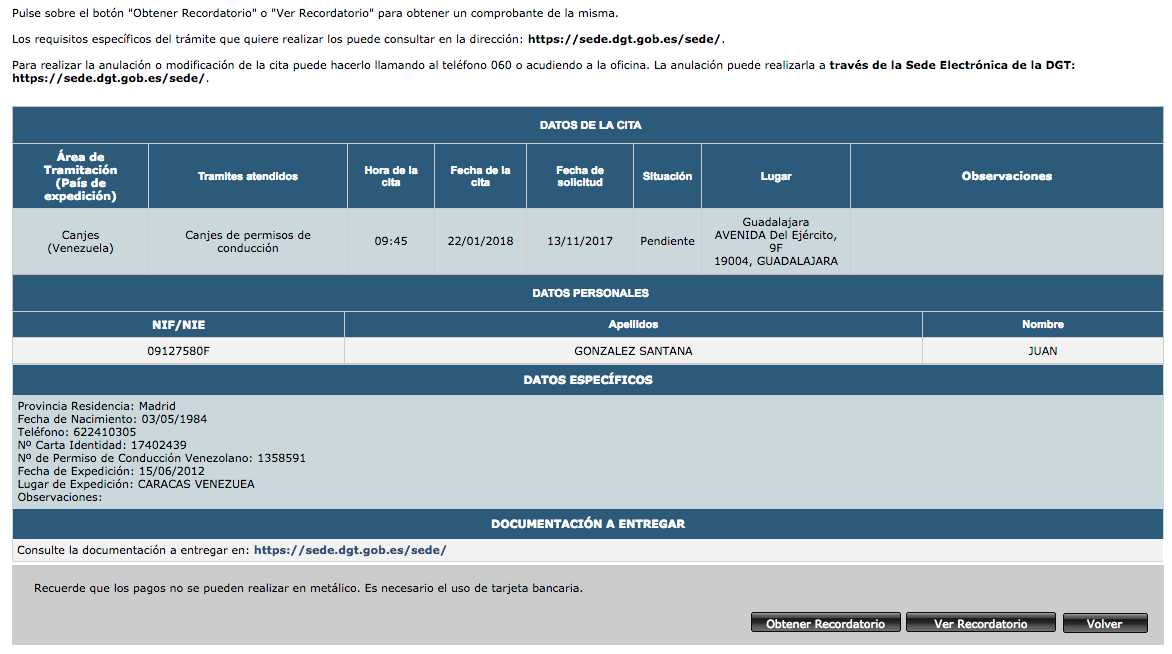 Pulse sobre el botón "Obtener Recordatorio" o "Ver Recordatorio" para obtener un comprobante de la misma.
Los requisitos específicos del trámite que quiere realizar los puede consultar en la dirección: https://sede.dgt.gob.es/sede/.
Para realizar la anulación o modificación de la cita puede hacerlo llamando al teléfono 060 o acudiendo a la oficina. La anulación puede realizarla a través de la Sede Electrónica de la DGT:
https://sede.dgt.gob.es/sede/.
DATOS DE LA CITA
Área de
Tramitación
(País de
expedición)
Tramites atendidos
Hora de la
cita
Fecha de la
cita
Fecha de
solicitud
Situación
Lugar
Observaciones
Canjes
(Venezuela)
Canjes de permisos de
conducción
09:45
22/01/2018
13/11/2017
Pendiente
Guadalajara
AVENIDA Del Ejército,
9F
19004, GUADALAJARA
DATOS PERSONALES
NIF/NIE
Apellidos
Nombre
09127580F
GONZALEZ SANTANA
JUAN
DATOS ESPECÍFICOS
Provincia Residencia: Madrid
Fecha de Nacimiento: 03/05/1984
Teléfono: 622410305
Nº Carta Identidad: 17402439
Nº de Permiso de Conducción Venezolano: 1358591
Fecha de Expedición: 15/06/2012
Lugar de Expedición: CARACAS VENEZUEA
Observaciones:
DOCUMENTACIÓN A ENTREGAR
Consulte la documentación a entregar en: https://sede.dgt.gob.es/sede/
Recuerde que los pagos no se pueden realizar en metálico. Es necesario el uso de tarjeta bancaria.
Obtener Recordatorio
Ver Recordatorio
Volver